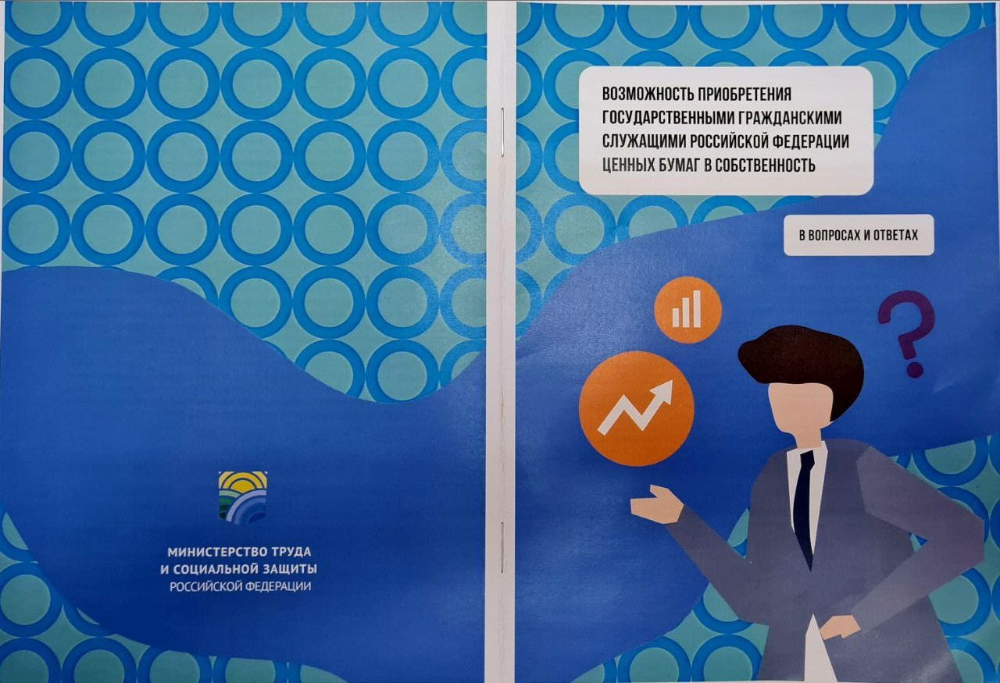 МИНИСТЕРСТВО ТРУДА
И СОЦИАЛЬНОЙ ЗАЩИТЫ
РОССИЙСКОЙ ФЕДЕРАЦИИ
ВОЗМОЖНОСТЬ ПРИОБРЕТЕНИЯ
ГОСУДАРСТВЕННЫМИ ГРАЖДАНСКИМИ
СЛУЖАЩИМИ РОССИЙСКОЙ ФЕДЕРАЦИИ
ЦЕННЫХ БУМАГ В СОБСТВЕННОСТЬ
В ВОПРОСАХ И ОТВЕТАХ
?